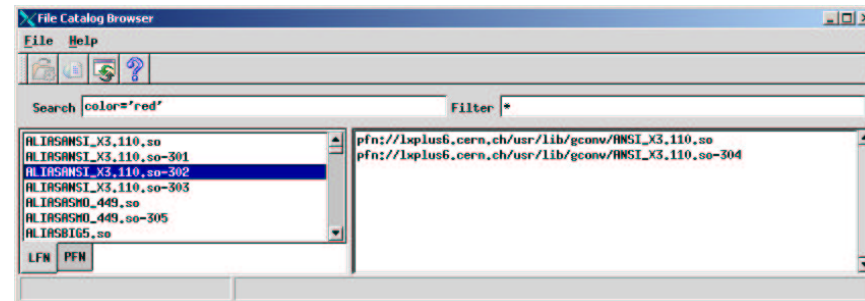 File Catalog Browser
File Help
Search color='red' Filter *
ALIASANSI_X3.110.so
ALIASANSI_X3.110.so-301
ALIASANSI_X3.110.so-302
ALIASANSI_X3.110.so-303
ALIASASMO_449.so
ALIASASMO_449.so-305
ALIASBIG5.so
LFN PFN
pfn://lxplus6.cern.ch/usr/lib/gconv/ANSI_X3.110.so
pfn://lxplus6.cern.ch/usr/lib/gconv/ANSI_X3.110.so-304